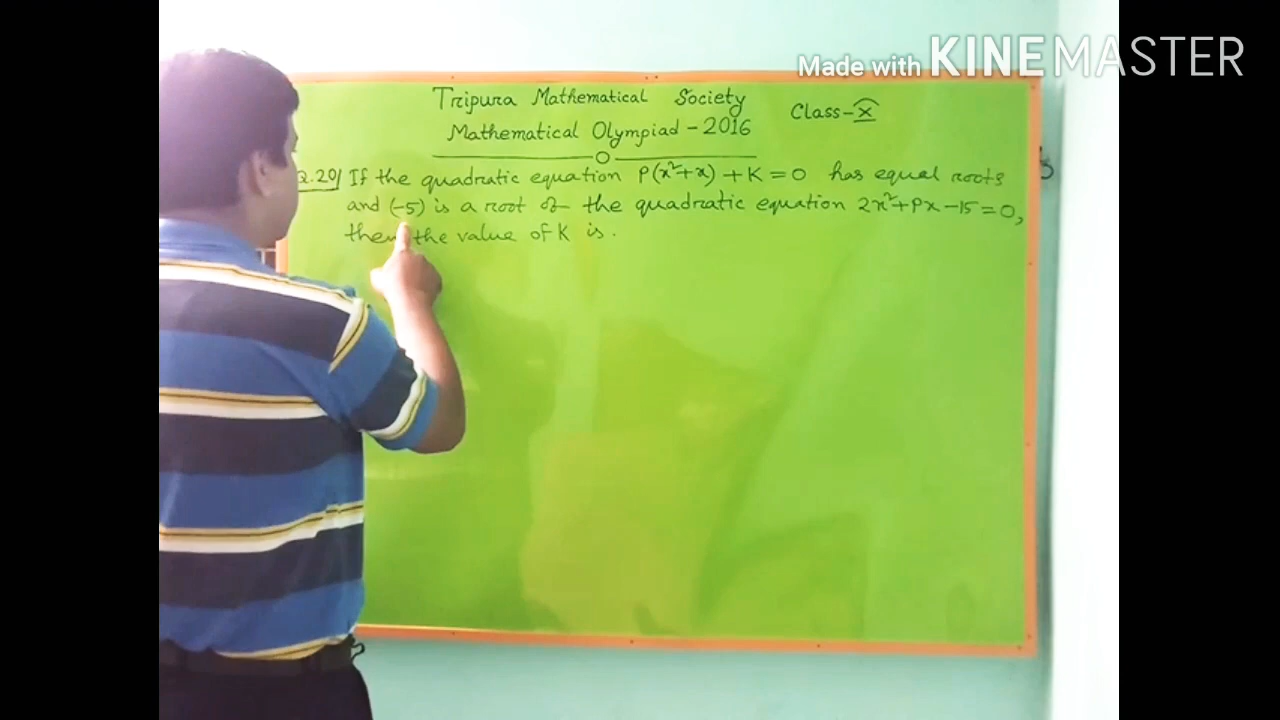 Made with KINEMASTER
Tripura Mathematical Society
Class-X
Mathematical Olympiad - 2016
Q.20/ If the quadratic equation P(x²+x) + K = 0 has equal roots
and (-5) is a root of the quadratic equation 2x²+Px-15=0,
then the value of K is.